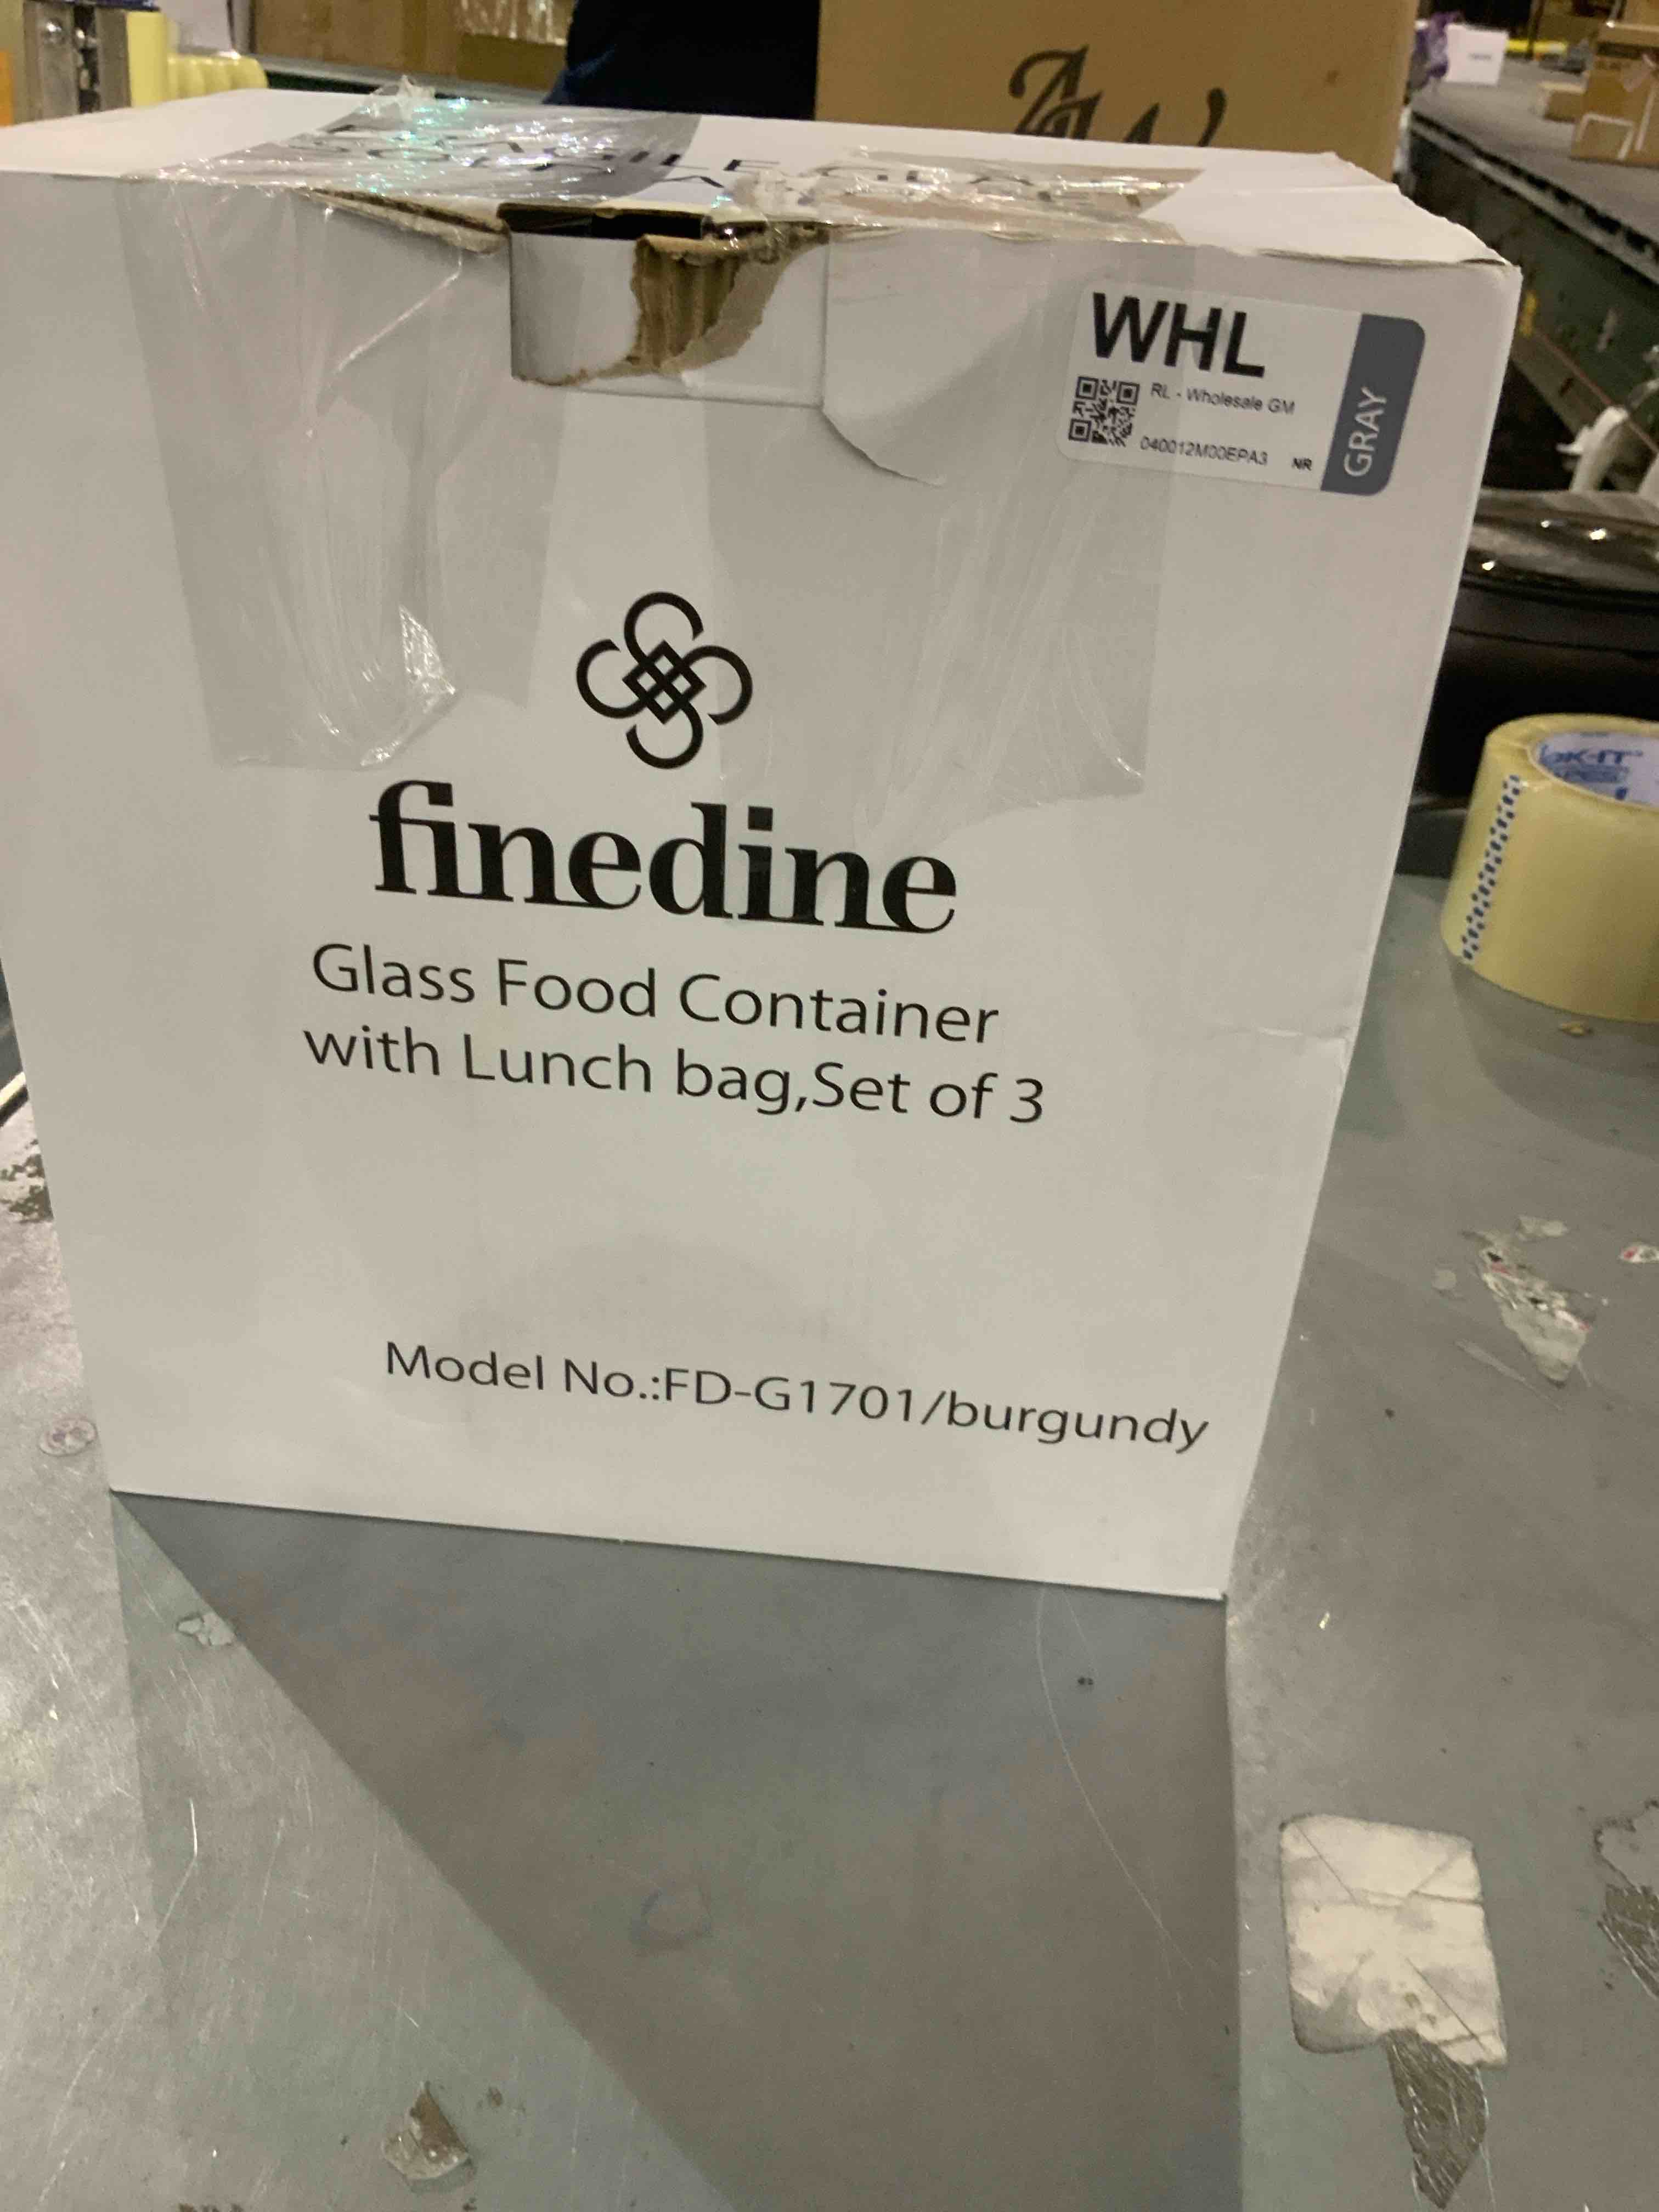 FRAGILE
WHL
RL - Wholesale GM
040012M00EPA3 NR
GRAY
finedine
Glass Food Container
with Lunch bag,Set of 3
Model No.:FD-G1701/burgundy